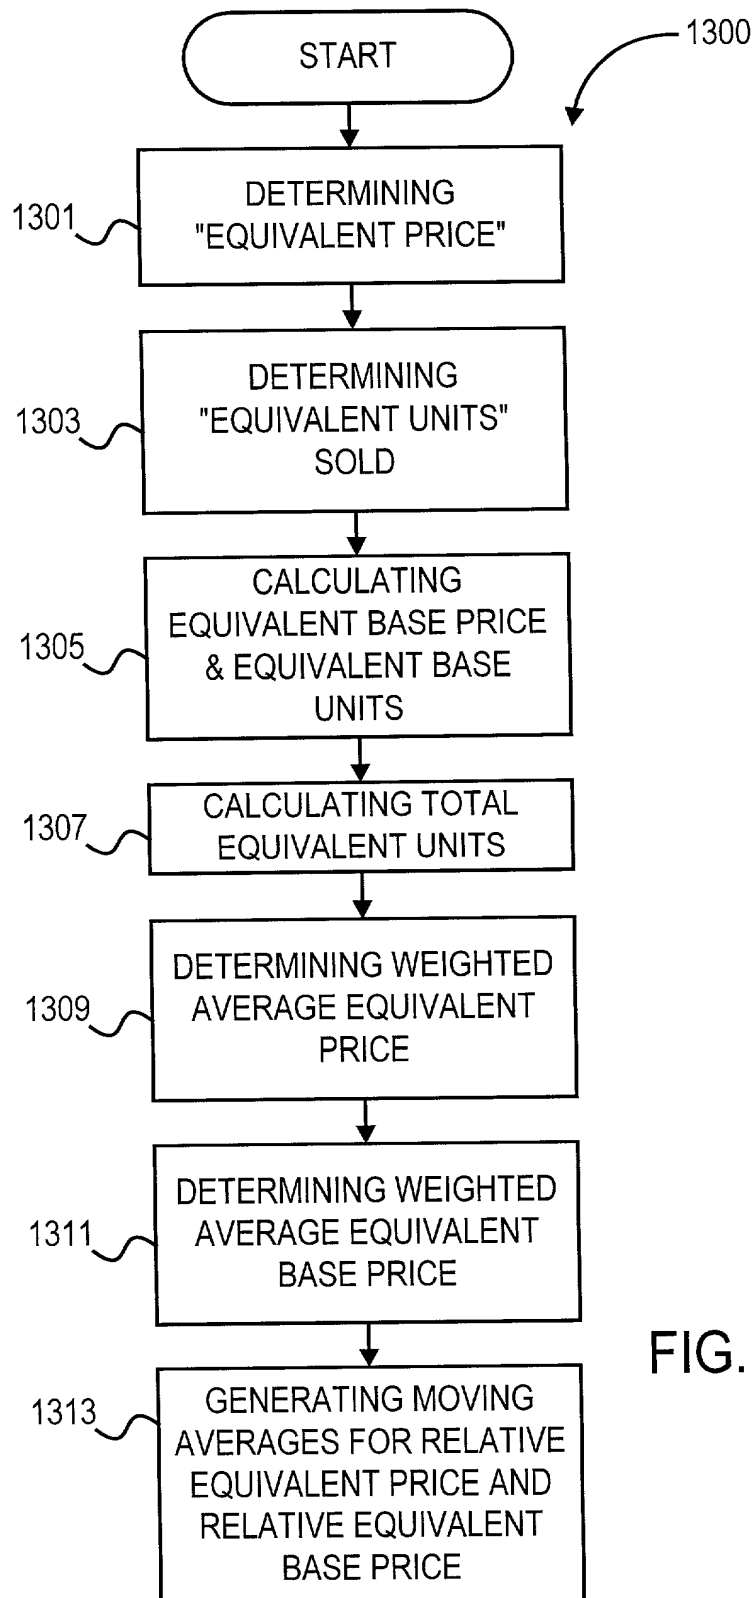 START
1300
1301
DETERMINING
"EQUIVALENT PRICE"
1303
DETERMINING
"EQUIVALENT UNITS"
SOLD
1305
CALCULATING
EQUIVALENT BASE PRICE
& EQUIVALENT BASE
UNITS
1307
CALCULATING TOTAL
EQUIVALENT UNITS
1309
DETERMINING WEIGHTED
AVERAGE EQUIVALENT
PRICE
1311
DETERMINING WEIGHTED
AVERAGE EQUIVALENT
BASE PRICE
FIG.
1313
GENERATING MOVING
AVERAGES FOR RELATIVE
EQUIVALENT PRICE AND
RELATIVE EQUIVALENT
BASE PRICE